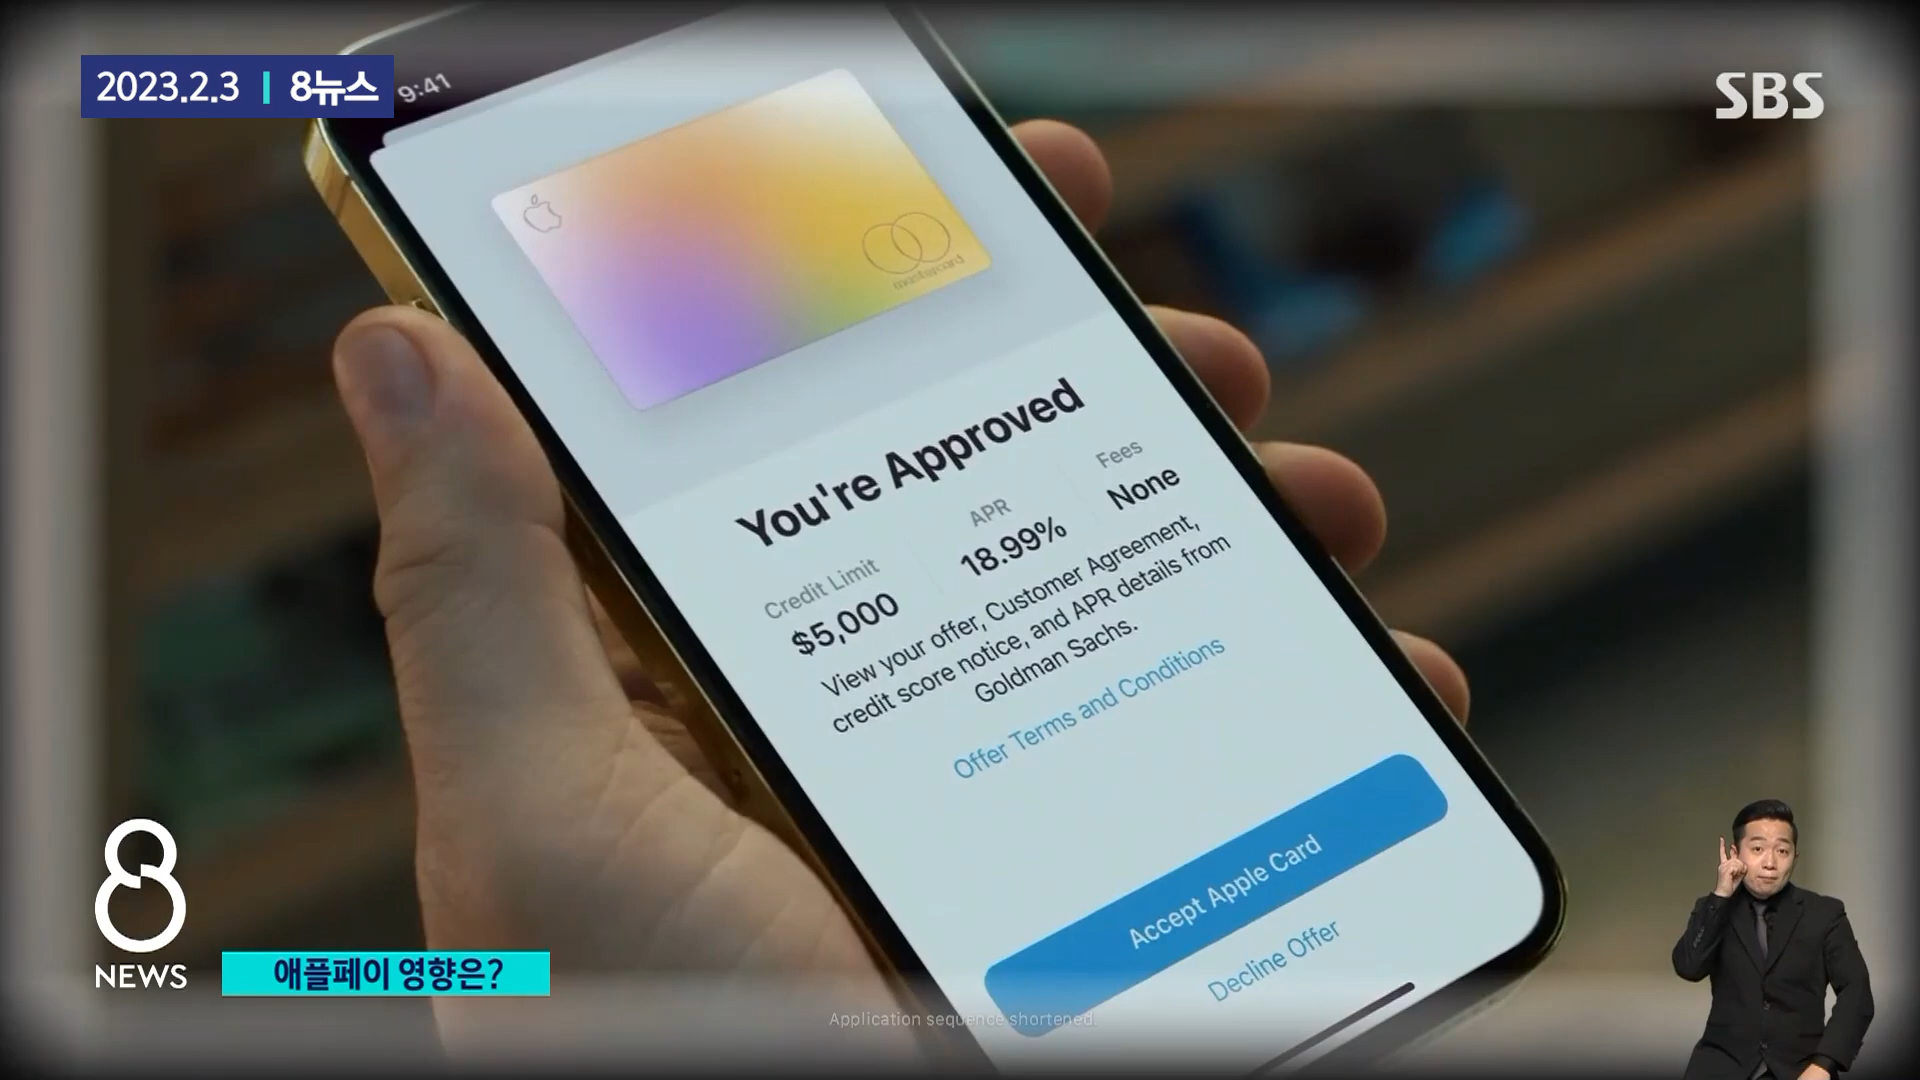 2023.2.3 | 8뉴스
SBS
9:41
mastercard
You're Approved
Credit Limit
$5,000
APR
18.99%
Fees
None
View your offer, Customer Agreement,
credit score notice, and APR details from
Goldman Sachs.
Offer Terms and Conditions
Accept Apple Card
Decline Offer
8
NEWS
애플페이 영향은?
Application sequence shortened.